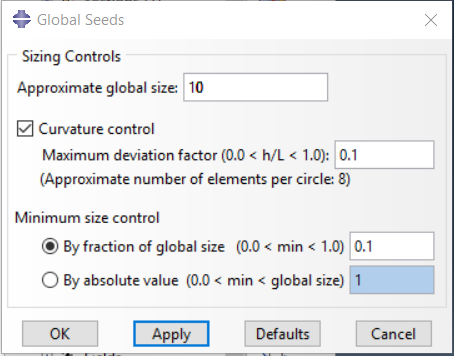 Global Seeds
Sizing Controls
Approximate global size: 10
Curvature control
Maximum deviation factor (0.0 < h/L < 1.0): 0.1
(Approximate number of elements per circle: 8)
Minimum size control
By fraction of global size (0.0 < min < 1.0) 0.1
By absolute value (0.0 < min < global size) 1
OK Apply Defaults Cancel